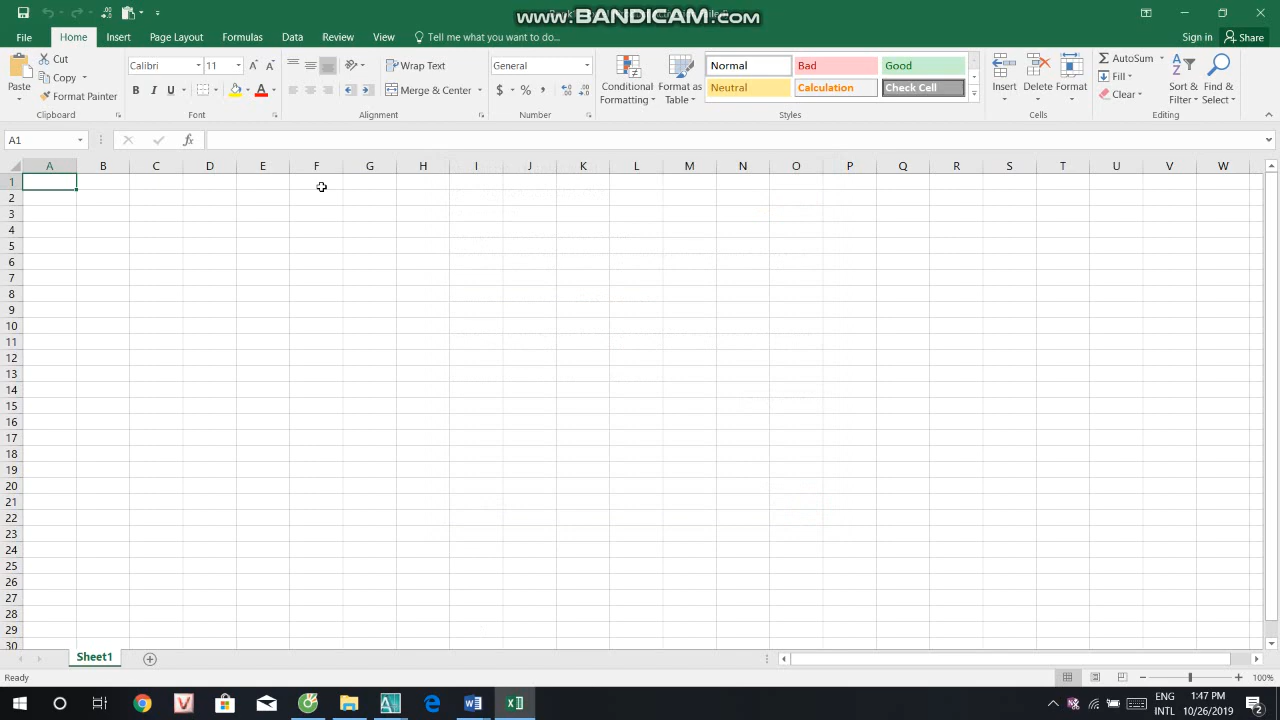 www.BANDICAM.com
File Home Insert Page Layout Formulas Data Review View Tell me what you want to do... Sign in Share
Paste
Cut
Copy
Format Painter
Clipboard
Calibri 11
B I U
Font
Wrap Text
Merge & Center
Alignment
General
$ % ,
Number
Conditional Formatting
Format as Table
Normal Bad Good
Neutral Calculation Check Cell
Styles
Insert Delete Format
Cells
AutoSum
Fill
Clear
Sort & Filter
Find & Select
Editing
A1 fx
A B C D E F G H I J K L M N O P Q R S T U V W
1
2
3
4
5
6
7
8
9
10
11
12
13
14
15
16
17
18
19
20
21
22
23
24
25
26
27
28
29
30
Sheet1
Ready 100%
ENG 1:47 PM
INTL 10/26/2019 2